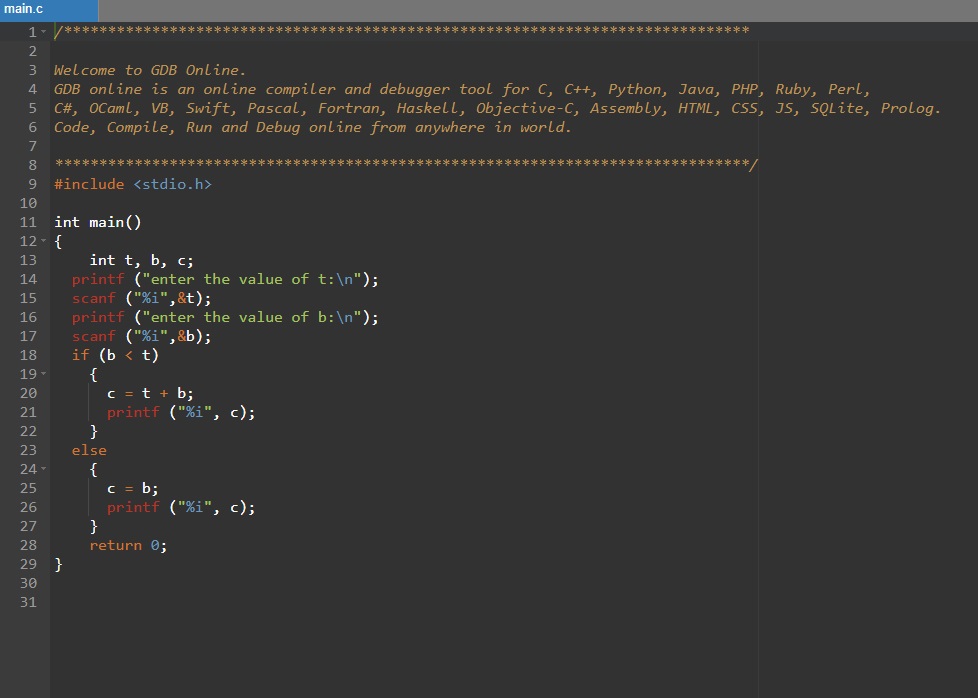 main.c
1 /******************************************************************************
2
3 Welcome to GDB Online.
4 GDB online is an online compiler and debugger tool for C, C++, Python, Java, PHP, Ruby, Perl,
5 C#, OCaml, VB, Swift, Pascal, Fortran, Haskell, Objective-C, Assembly, HTML, CSS, JS, SQLite, Prolog.
6 Code, Compile, Run and Debug online from anywhere in world.
7
8 *******************************************************************************/
9 #include <stdio.h>
10
11 int main()
12 {
13     int t, b, c;
14   printf ("enter the value of t:\n");
15   scanf ("%i",&t);
16   printf ("enter the value of b:\n");
17   scanf ("%i",&b);
18   if (b < t)
19     {
20       c = t + b;
21       printf ("%i", c);
22     }
23   else
24     {
25       c = b;
26       printf ("%i", c);
27     }
28     return 0;
29 }
30
31